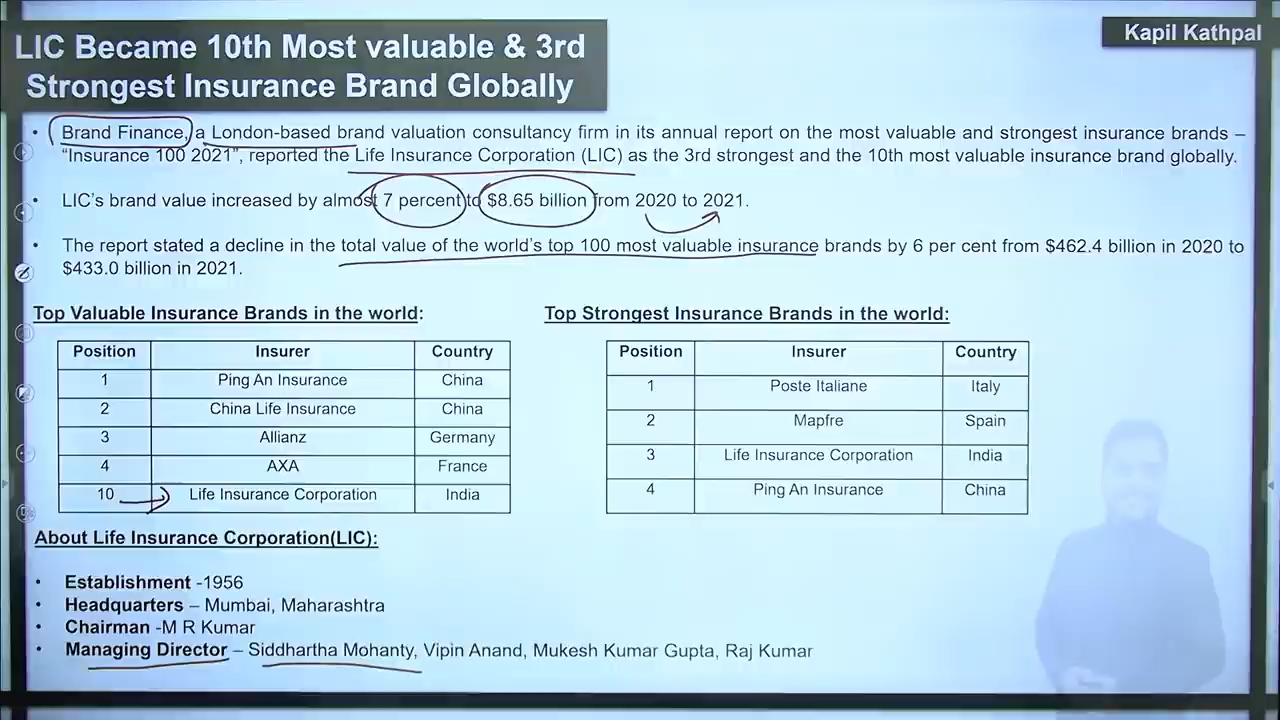 LIC Became 10th Most valuable & 3rd
Strongest Insurance Brand Globally
Kapil Kathpal
• Brand Finance, a London-based brand valuation consultancy firm in its annual report on the most valuable and strongest insurance brands –
“Insurance 100 2021”, reported the Life Insurance Corporation (LIC) as the 3rd strongest and the 10th most valuable insurance brand globally.
• LIC’s brand value increased by almost 7 percent to $8.65 billion from 2020 to 2021.
• The report stated a decline in the total value of the world’s top 100 most valuable insurance brands by 6 per cent from $462.4 billion in 2020 to
$433.0 billion in 2021.
Top Valuable Insurance Brands in the world:
Position Insurer Country
1 Ping An Insurance China
2 China Life Insurance China
3 Allianz Germany
4 AXA France
10 Life Insurance Corporation India
Top Strongest Insurance Brands in the world:
Position Insurer Country
1 Poste Italiane Italy
2 Mapfre Spain
3 Life Insurance Corporation India
4 Ping An Insurance China
About Life Insurance Corporation(LIC):
• Establishment -1956
• Headquarters – Mumbai, Maharashtra
• Chairman -M R Kumar
• Managing Director – Siddhartha Mohanty, Vipin Anand, Mukesh Kumar Gupta, Raj Kumar